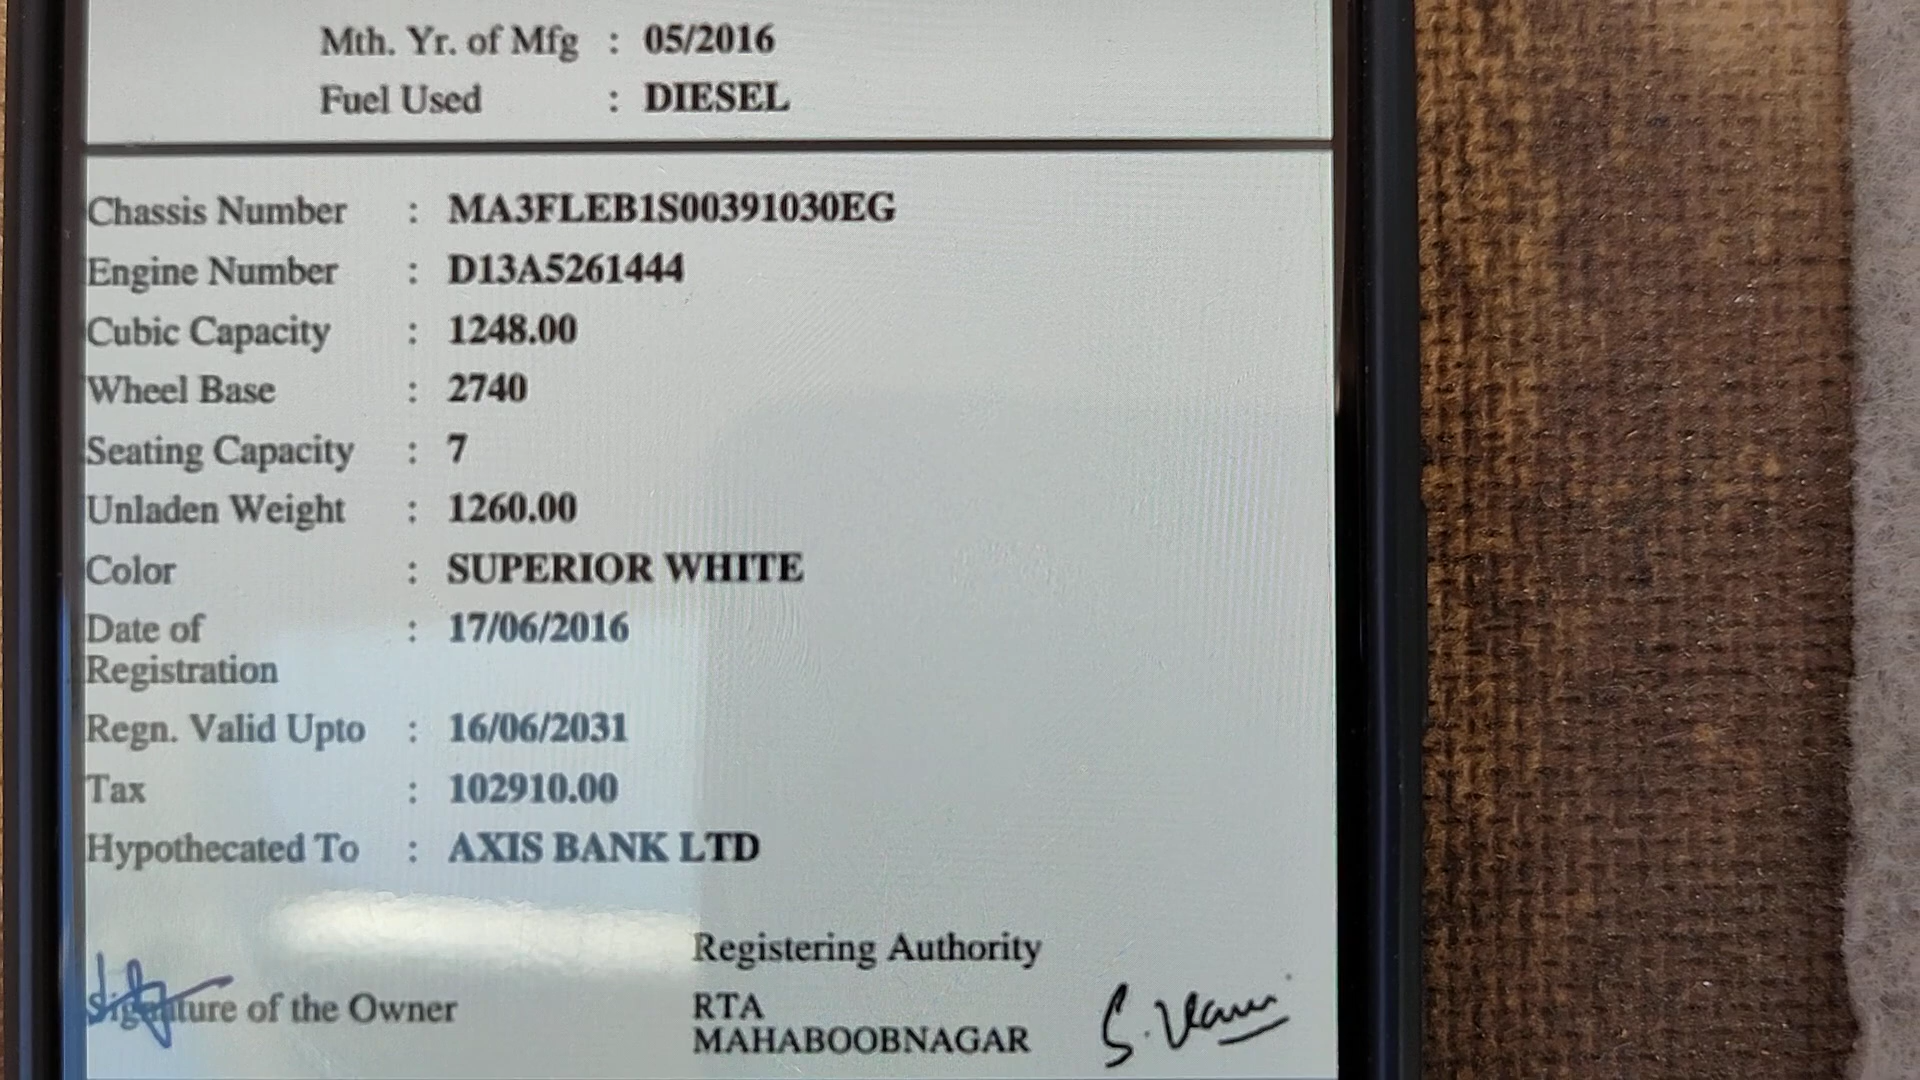 Mth. Yr. of Mfg : 05/2016
Fuel Used : DIESEL
Chassis Number : MA3FLEB1S00391030EG
Engine Number : D13A5261444
Cubic Capacity : 1248.00
Wheel Base : 2740
Seating Capacity : 7
Unladen Weight : 1260.00
Color : SUPERIOR WHITE
Date of : 17/06/2016
Registration
Regn. Valid Upto : 16/06/2031
Tax : 102910.00
Hypothecated To : AXIS BANK LTD
Registering Authority
Signature of the Owner
RTA
MAHABOOBNAGAR